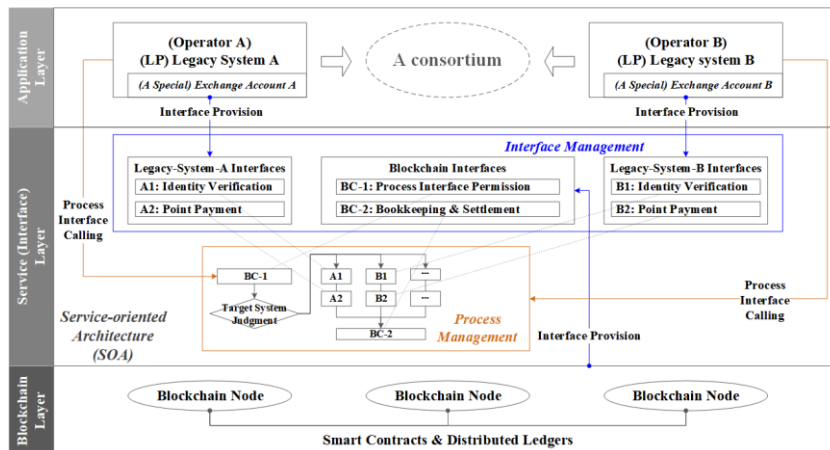 Application
Layer
(Operator A)
(LP) Legacy System A
(A Special) Exchange Account A
A consortium
(Operator B)
(LP) Legacy system B
(A Special) Exchange Account B
Interface Provision
Interface Provision
Service (Interface)
Layer
Interface Management
Legacy-System-A Interfaces
A1: Identity Verification
A2: Point Payment
Blockchain Interfaces
BC-1: Process Interface Permission
BC-2: Bookkeeping & Settlement
Legacy-System-B Interfaces
B1: Identity Verification
B2: Point Payment
Process
Interface
Calling
BC-1
Target System
Judgment
A1
B1
...
A2
B2
...
BC-2
Process
Management
Process
Interface
Calling
Service-oriented
Architecture
(SOA)
Interface Provision
Blockchain
Layer
Blockchain Node
Blockchain Node
Blockchain Node
Smart Contracts & Distributed Ledgers